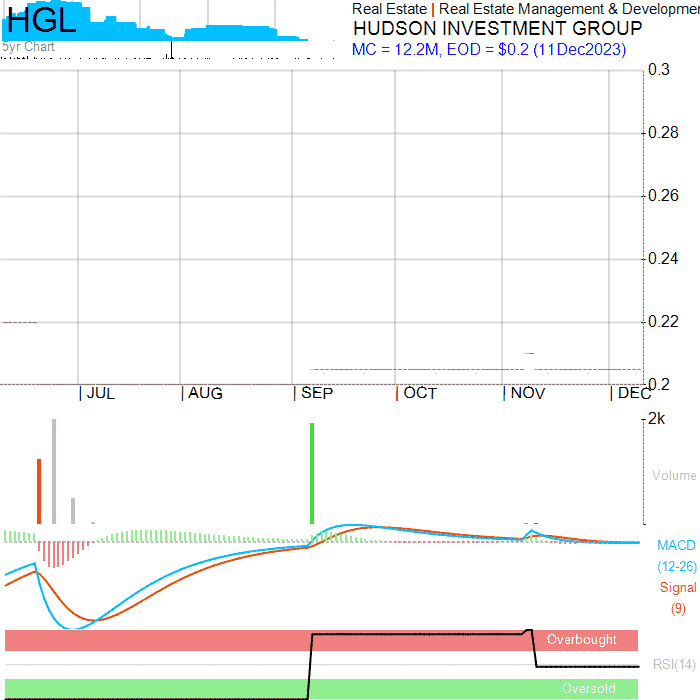 HGL
5yr Chart
Real Estate | Real Estate Management & Developmen
HUDSON INVESTMENT GROUP
MC = 12.2M, EOD = $0.2 (11Dec2023)
0.3
0.28
0.26
0.24
0.22
0.2
| JUL | AUG | SEP | OCT | NOV | DEC
2k
Volume
MACD
(12-26)
Signal
(9)
Overbought
RSI(14)
Oversold